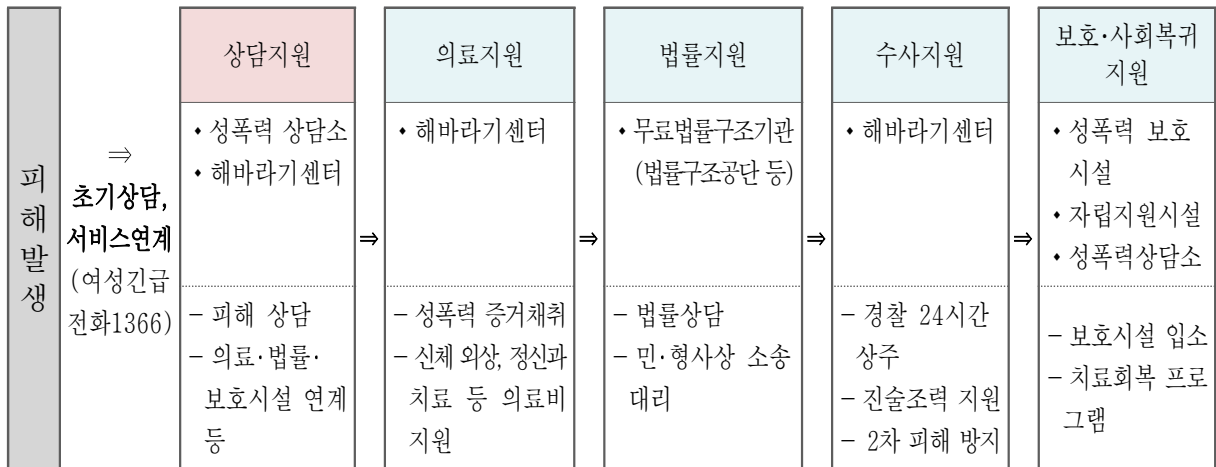 피
해
발
생
⇒
초기상담,
서비스연계
(여성긴급
전화1366)
상담지원
• 성폭력 상담소
• 해바라기센터
- 피해 상담
- 의료·법률·
보호시설 연계
등
⇒
의료지원
• 해바라기센터
- 성폭력 증거채취
- 신체 외상, 정신과
치료 등 의료비
지원
⇒
법률지원
• 무료법률구조기관
(법률구조공단 등)
- 법률상담
- 민·형사상 소송
대리
⇒
수사지원
• 해바라기센터
- 경찰 24시간
상주
- 진술조력 지원
- 2차 피해 방지
⇒
보호·사회복귀
지원
• 성폭력 보호
시설
• 자립지원시설
• 성폭력상담소
- 보호시설 입소
- 치료회복 프로
그램